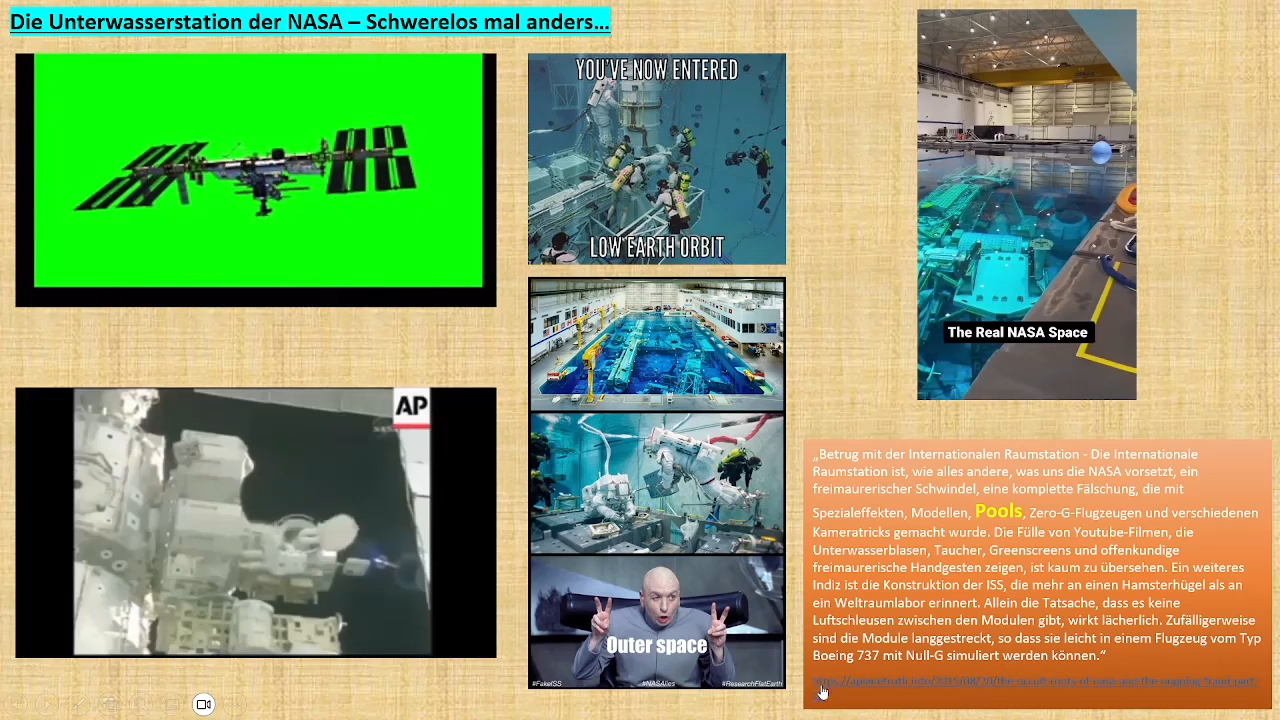 Die Unterwasserstation der NASA – Schwerelos mal anders…
YOU'VE NOW ENTERED
LOW EARTH ORBIT
AP
Outer space
#FakeISS
#NASAlies
#ResearchFlatEarth
The Real NASA Space
„Betrug mit der Internationalen Raumstation - Die Internationale
Raumstation ist, wie alles andere, was uns die NASA vorsetzt, ein
freimaurerischer Schwindel, eine komplette Fälschung, die mit
Spezialeffekten, Modellen, Pools, Zero-G-Flugzeugen und verschiedenen
Kameratricks gemacht wurde. Die Fülle von Youtube-Filmen, die
Unterwasserblasen, Taucher, Greenscreens und offenkundige
freimaurerische Handgesten zeigen, ist kaum zu übersehen. Ein weiteres
Indiz ist die Konstruktion der ISS, die mehr an einen Hamsterhügel als an
ein Weltraumlabor erinnert. Allein die Tatsache, dass es keine
Luftschleusen zwischen den Modulen gibt, wirkt lächerlich. Zufälligerweise
sind die Module langgestreckt, so dass sie leicht in einem Flugzeug vom Typ
Boeing 737 mit Null-G simuliert werden können.“